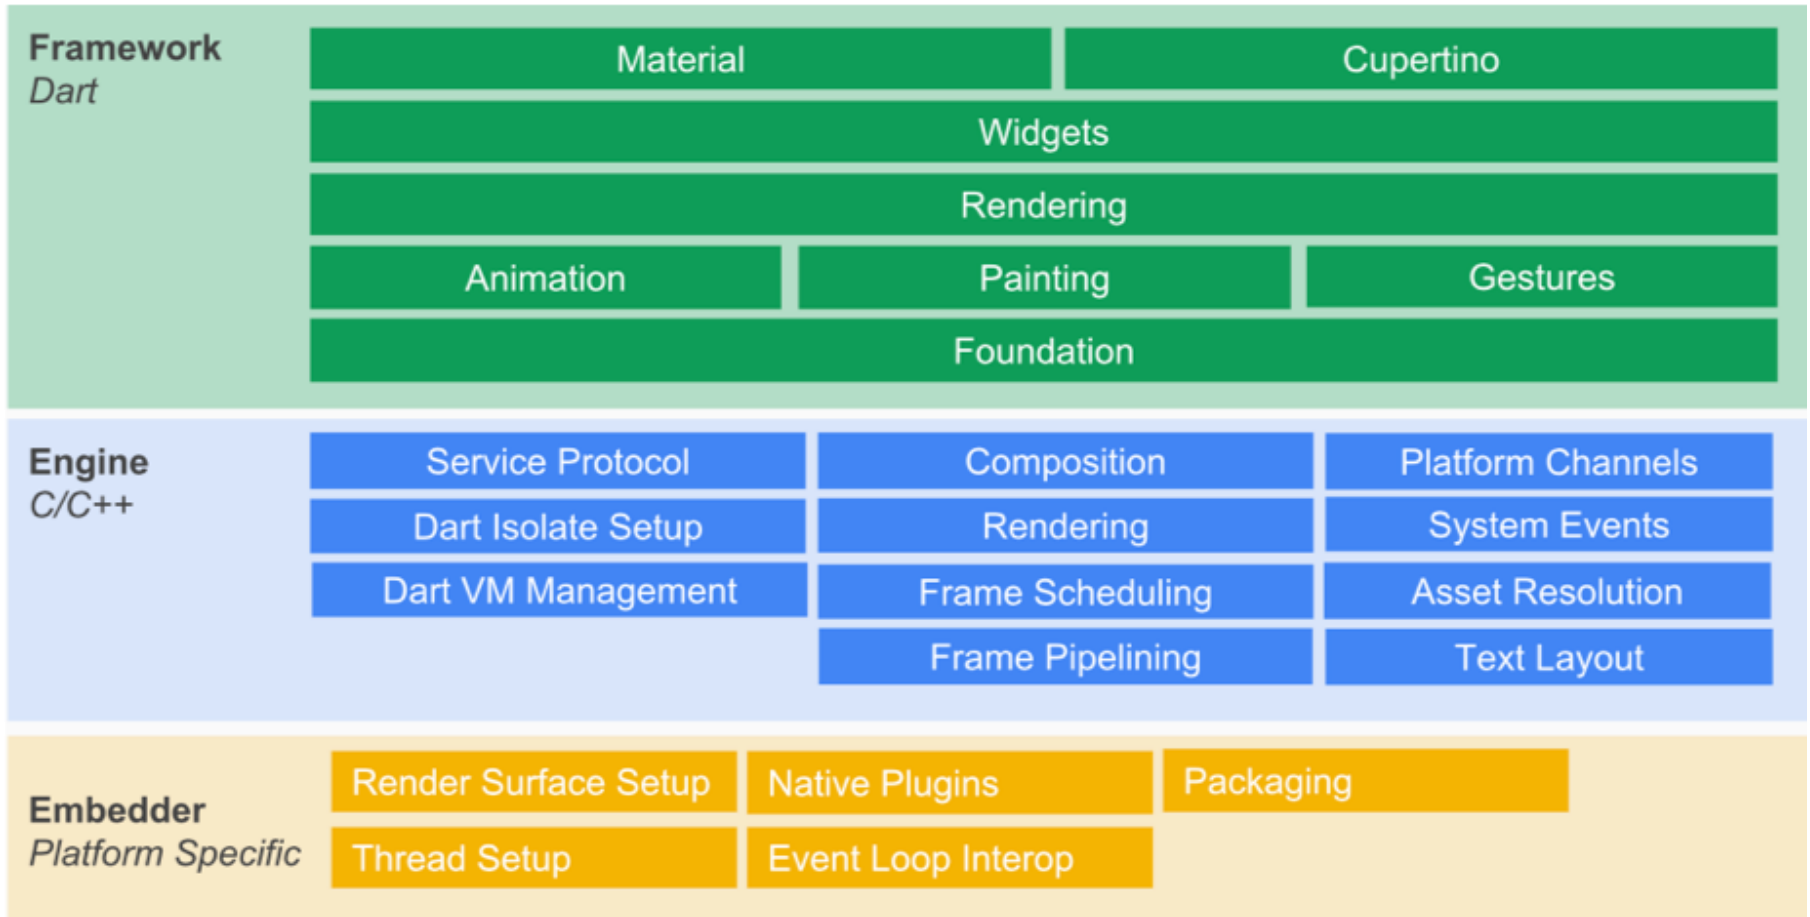 Framework
Dart
Material
Cupertino
Widgets
Rendering
Animation
Painting
Gestures
Foundation
Engine
C/C++
Service Protocol
Composition
Platform Channels
Dart Isolate Setup
Rendering
System Events
Dart VM Management
Frame Scheduling
Asset Resolution
Frame Pipelining
Text Layout
Embedder
Platform Specific
Render Surface Setup
Native Plugins
Packaging
Thread Setup
Event Loop Interop